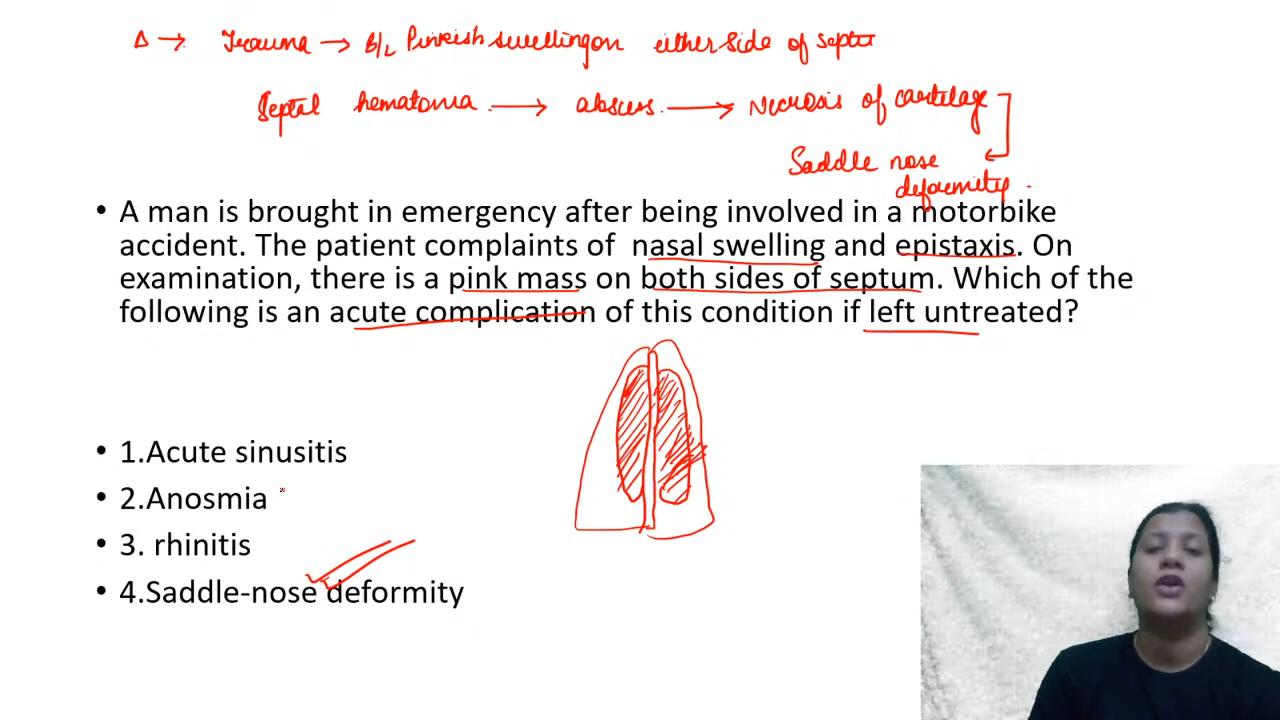 Δ → Trauma → B/L Pinkish swelling on either side of septu
Septal hematoma → abscess → Necrosis of cartilage
Saddle nose
deformity.
• A man is brought in emergency after being involved in a motorbike
accident. The patient complaints of nasal swelling and epistaxis. On
examination, there is a pink mass on both sides of septum. Which of the
following is an acute complication of this condition if left untreated?
• 1.Acute sinusitis
• 2.Anosmia
• 3. rhinitis
• 4.Saddle-nose deformity